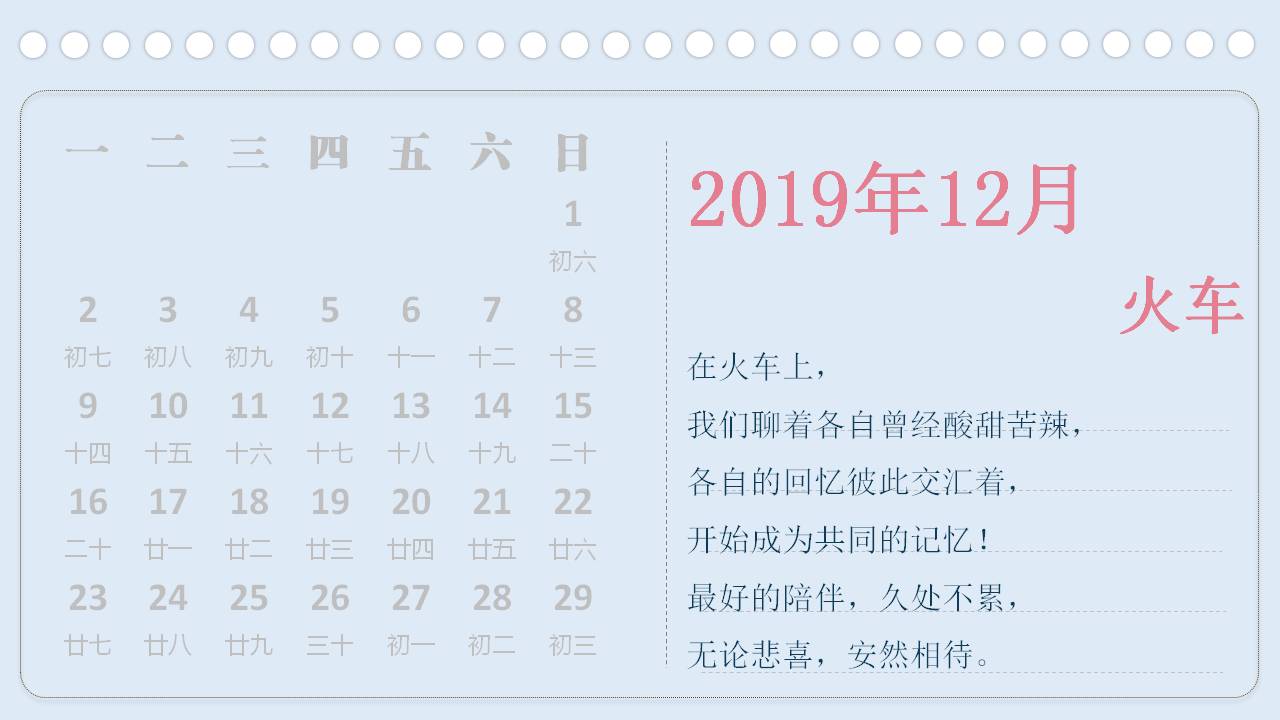 一 二 三 四 五 六 日
1
初六
2 3 4 5 6 7 8
初七 初八 初九 初十 十一 十二 十三
9 10 11 12 13 14 15
十四 十五 十六 十七 十八 十九 二十
16 17 18 19 20 21 22
二十 廿一 廿二 廿三 廿四 廿五 廿六
23 24 25 26 27 28 29
廿七 廿八 廿九 三十 初一 初二 初三
2019年12月
火车
在火车上，
我们聊着各自曾经酸甜苦辣，
各自的回忆彼此交汇着，
开始成为共同的记忆！
最好的陪伴，久处不累，
无论悲喜，安然相待。